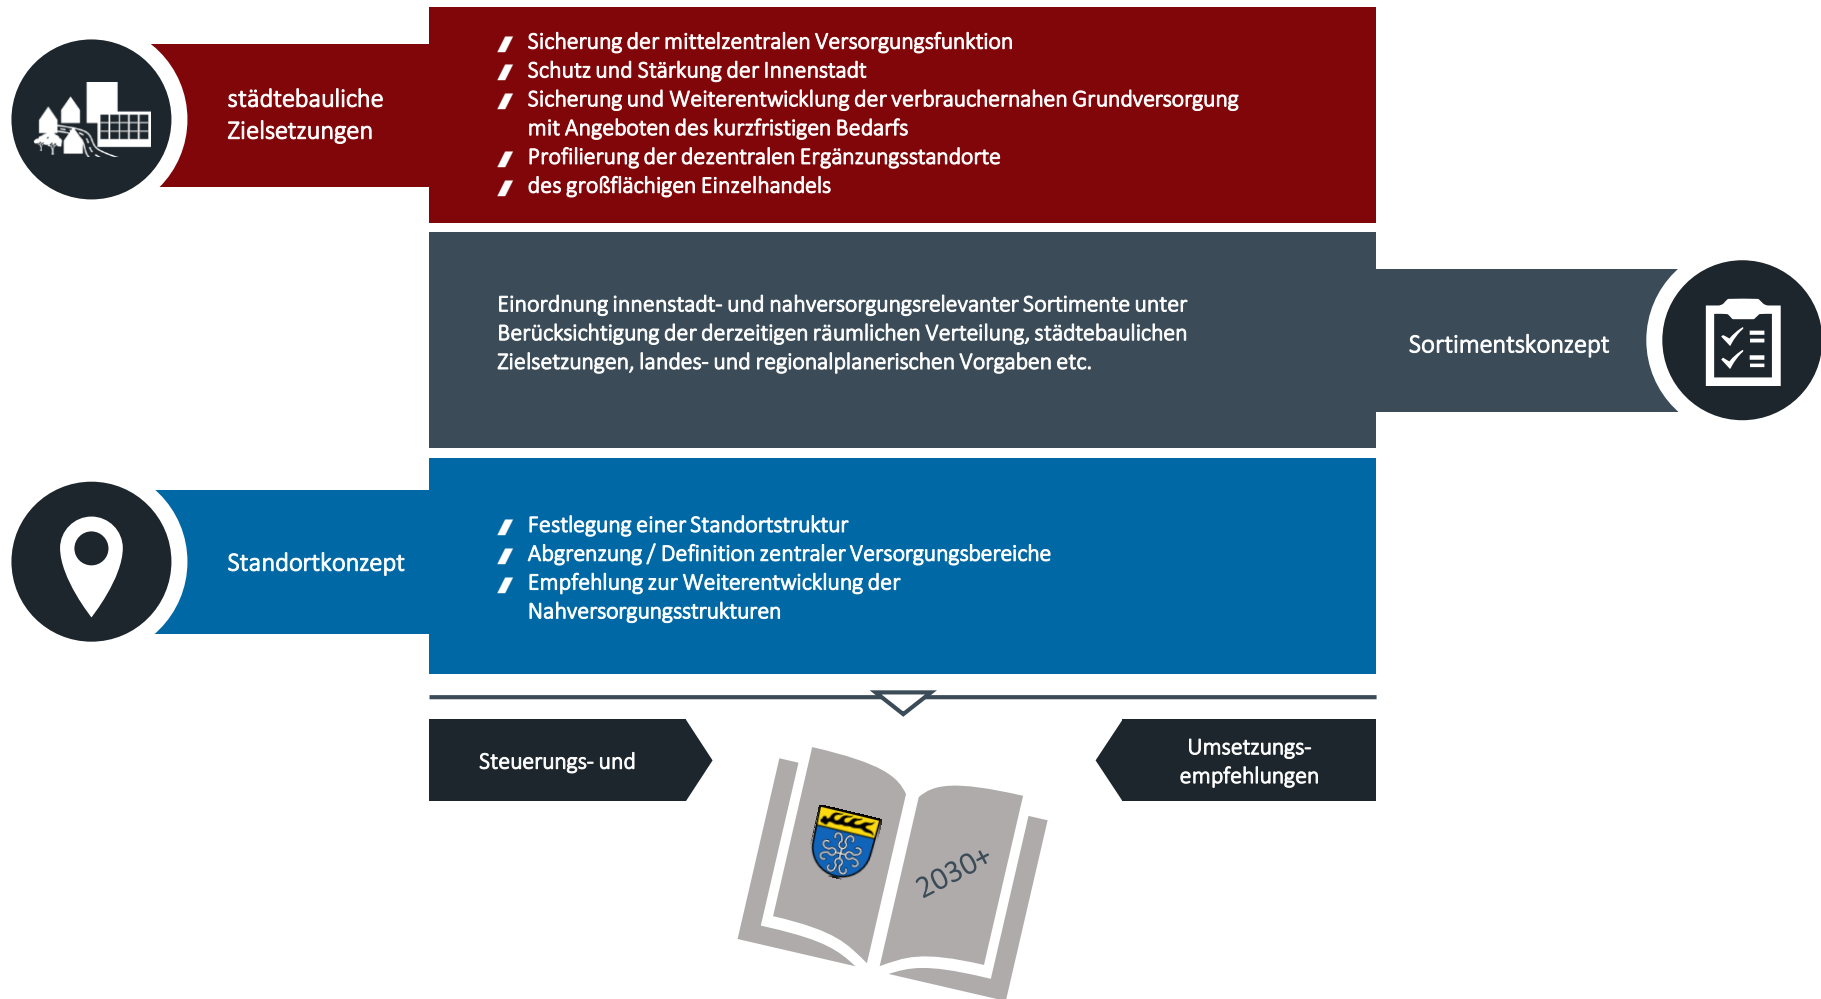 städtebauliche
Zielsetzungen
Sicherung der mittelzentralen Versorgungsfunktion
Schutz und Stärkung der Innenstadt
Sicherung und Weiterentwicklung der verbrauchernahen Grundversorgung
mit Angeboten des kurzfristigen Bedarfs
Profilierung der dezentralen Ergänzungsstandorte
des großflächigen Einzelhandels
Einordnung innenstadt- und nahversorgungsrelevanter Sortimente unter
Berücksichtigung der derzeitigen räumlichen Verteilung, städtebaulichen
Zielsetzungen, landes- und regionalplanerischen Vorgaben etc.
Sortimentskonzept
Standortkonzept
Festlegung einer Standortstruktur
Abgrenzung / Definition zentraler Versorgungsbereiche
Empfehlung zur Weiterentwicklung der
Nahversorgungsstrukturen
Steuerungs- und
Umsetzungs-
empfehlungen
2030+